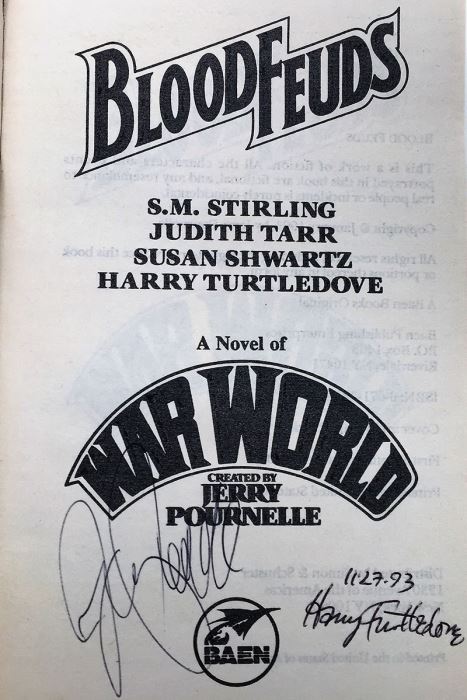 BLOODFEUDS
S.M. STIRLING
JUDITH TARR
SUSAN SHWARTZ
HARRY TURTLEDOVE
A Novel of
WAR WORLD
CREATED BY
JERRY
POURNELLE
11·27·93
Harry Turtledove
BAEN